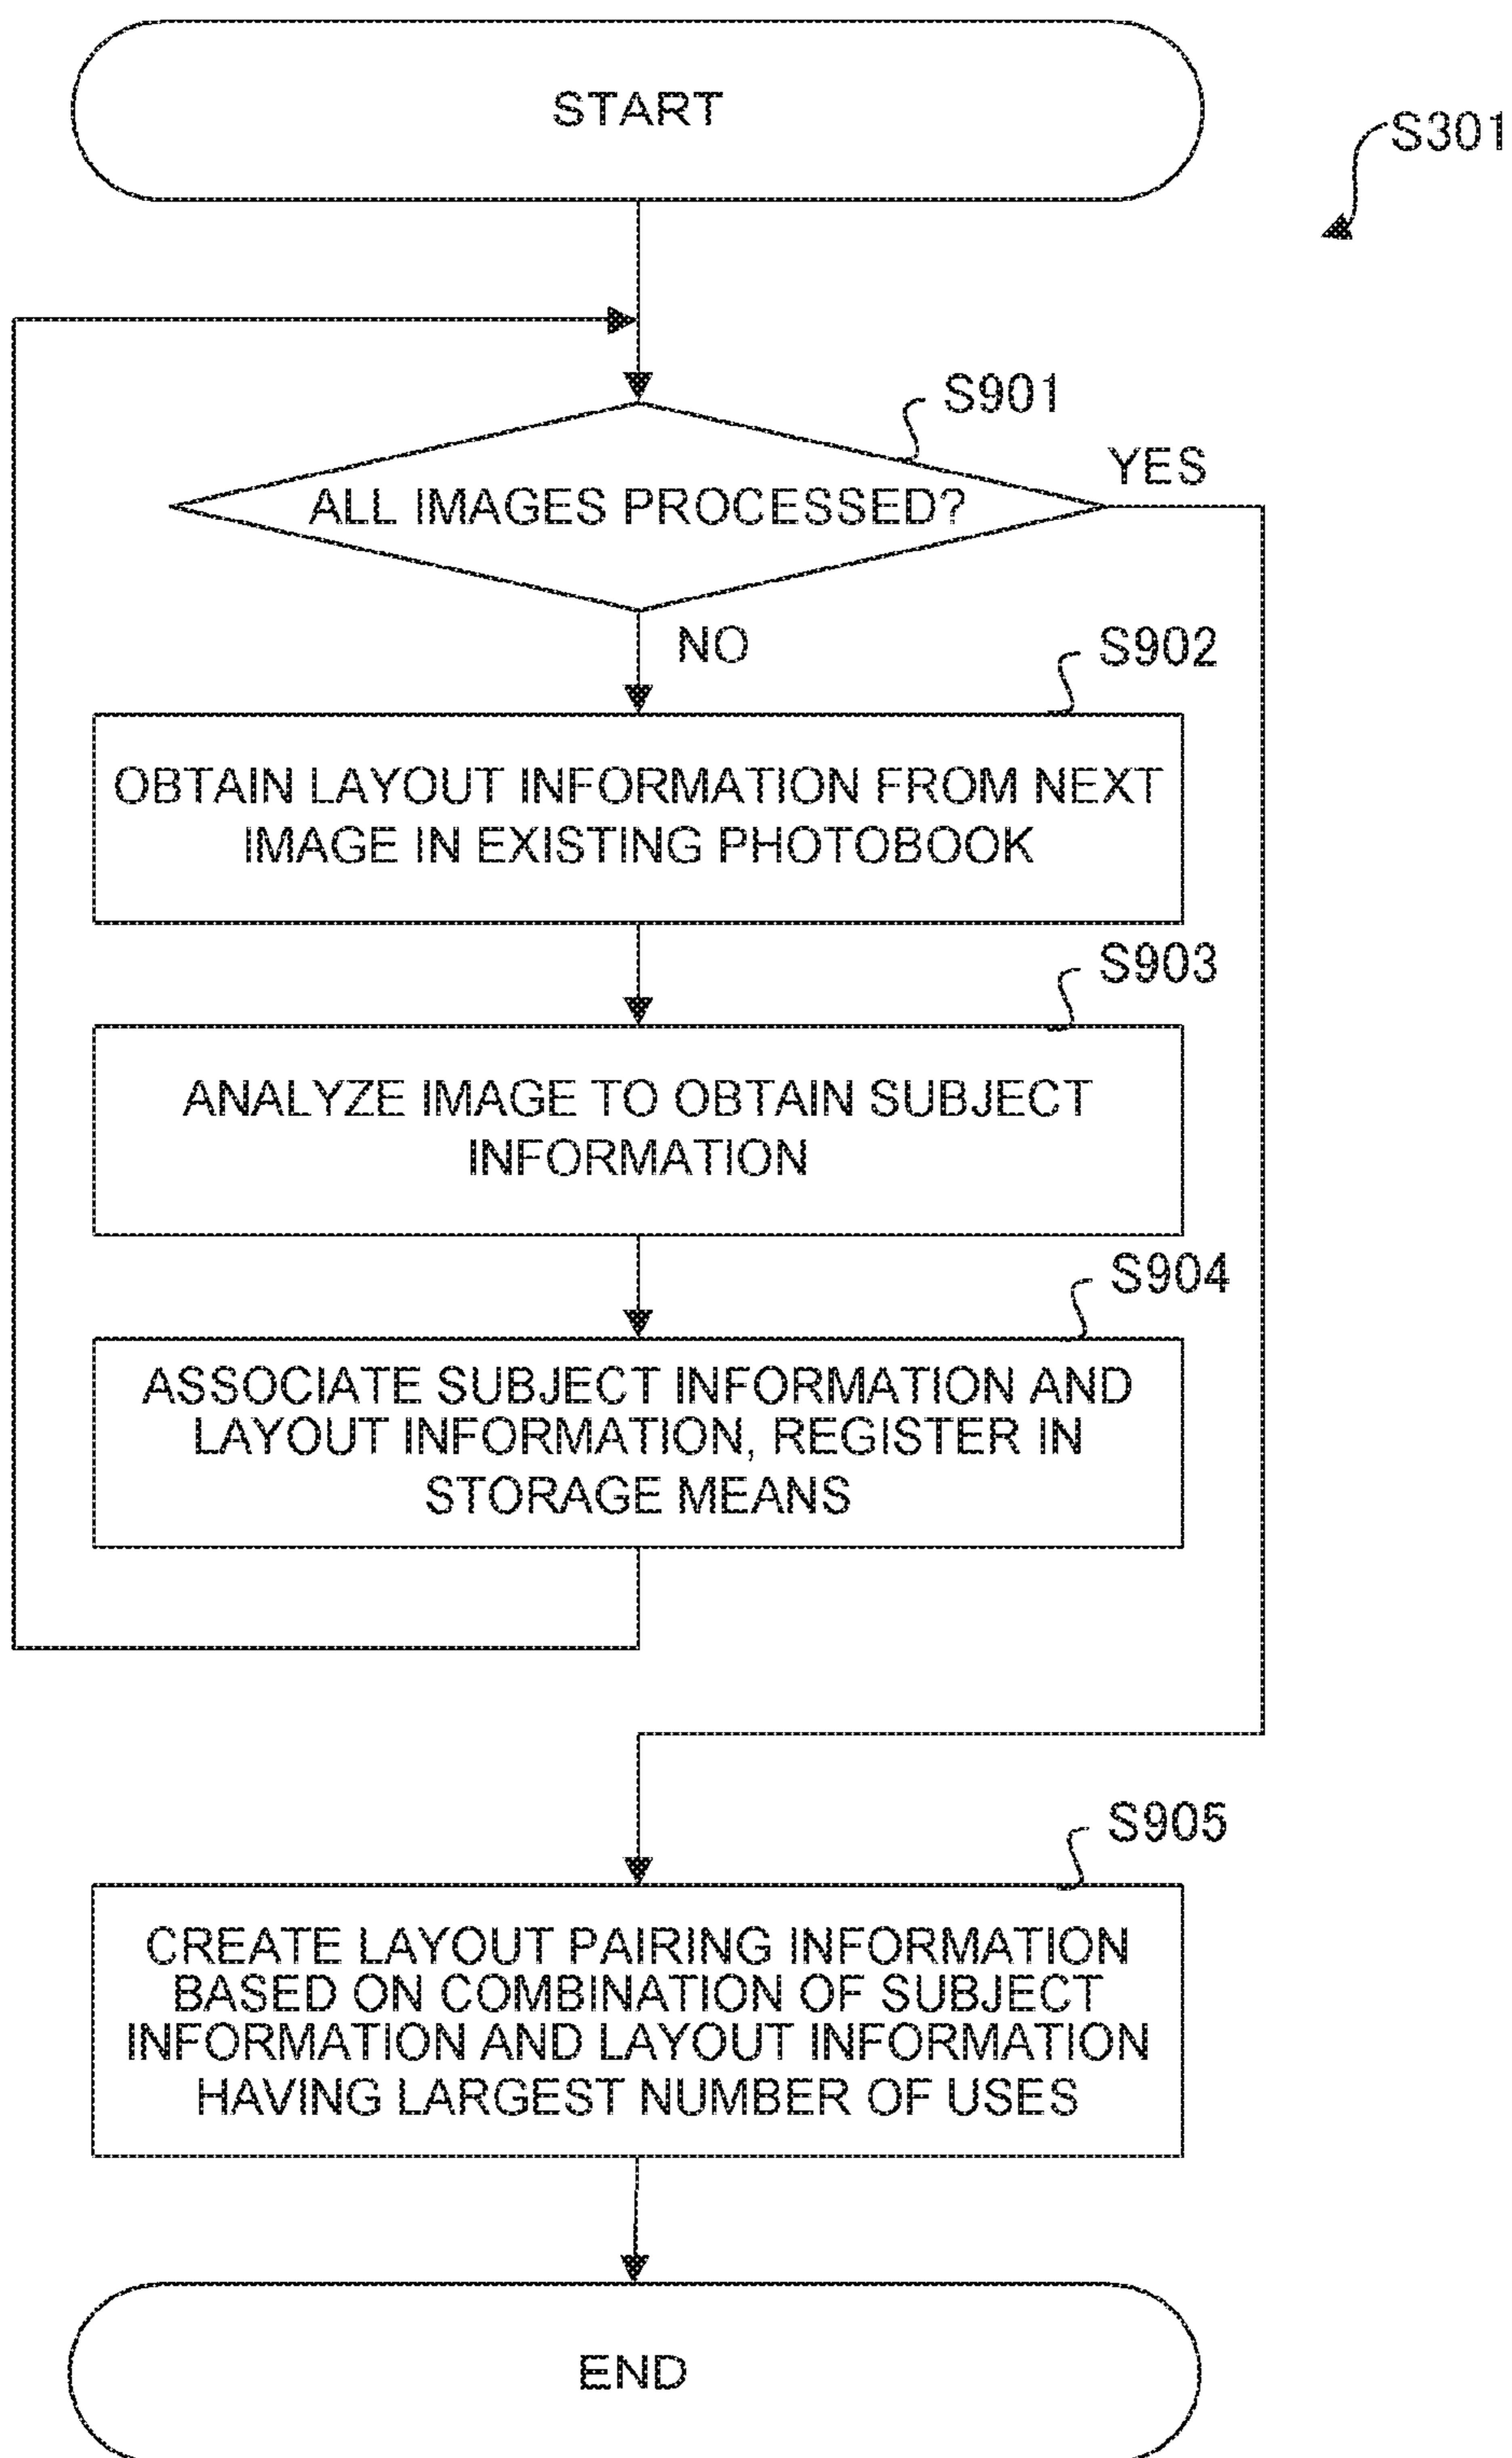 START
S301
S901
ALL IMAGES PROCESSED?
YES
NO
S902
OBTAIN LAYOUT INFORMATION FROM NEXT
IMAGE IN EXISTING PHOTOBOOK
S903
ANALYZE IMAGE TO OBTAIN SUBJECT
INFORMATION
S904
ASSOCIATE SUBJECT INFORMATION AND
LAYOUT INFORMATION, REGISTER IN
STORAGE MEANS
S905
CREATE LAYOUT PAIRING INFORMATION
BASED ON COMBINATION OF SUBJECT
INFORMATION AND LAYOUT INFORMATION
HAVING LARGEST NUMBER OF USES
END